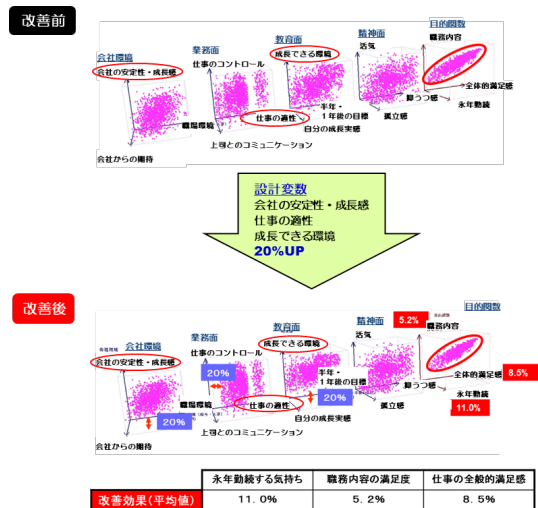 改善前
会社環境
会社の安定性・成長感
職場環境
会社からの期待
業務面
仕事のコントロール
仕事の適性
上司とのコミュニケーション
教育面
成長できる環境
半年・
1年後の目標
自分の成長実感
精神面
活気
抑うつ感
孤立感
目的関数
職務内容
全体的満足感
永年勤続
設計変数
会社の安定性・成長感
仕事の適性
成長できる環境
20%UP
改善後
会社環境
会社の安定性・成長感
職場環境
20%
会社からの期待
業務面
仕事のコントロール
20%
仕事の適性
上司とのコミュニケーション
教育面
成長できる環境
半年・
1年後の目標
20%
自分の成長実感
精神面
活気
抑うつ感
孤立感
目的関数
5.2%
職務内容
全体的満足感
8.5%
永年勤続
11.0%
永年勤続する気持ち 職務内容の満足度 仕事の全般的満足感
改善効果(平均値) 11.0% 5.2% 8.5%